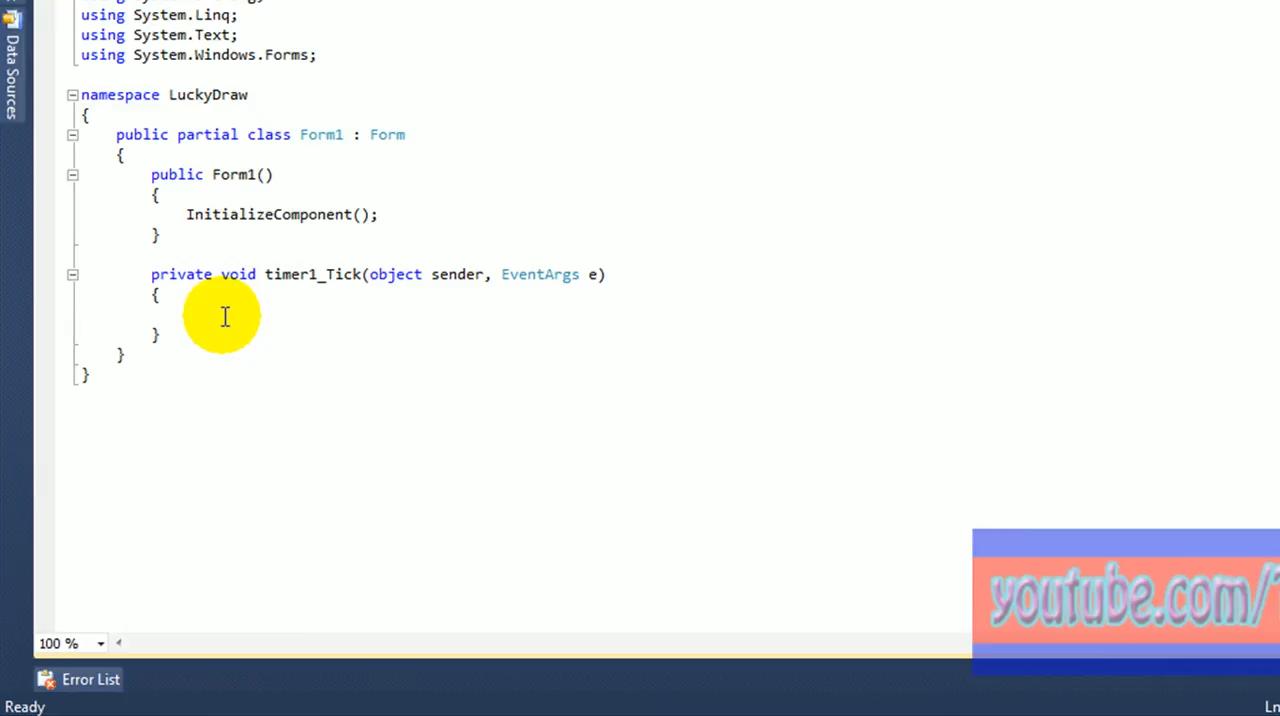 using System.Linq;
using System.Text;
using System.Windows.Forms;
namespace LuckyDraw
{
public partial class Form1 : Form
{
public Form1()
{
InitializeComponent();
}
private void timer1_Tick(object sender, EventArgs e)
{
}
}
}
Data Sources
youtube.com/
100 %
Error List
Ready
Ln